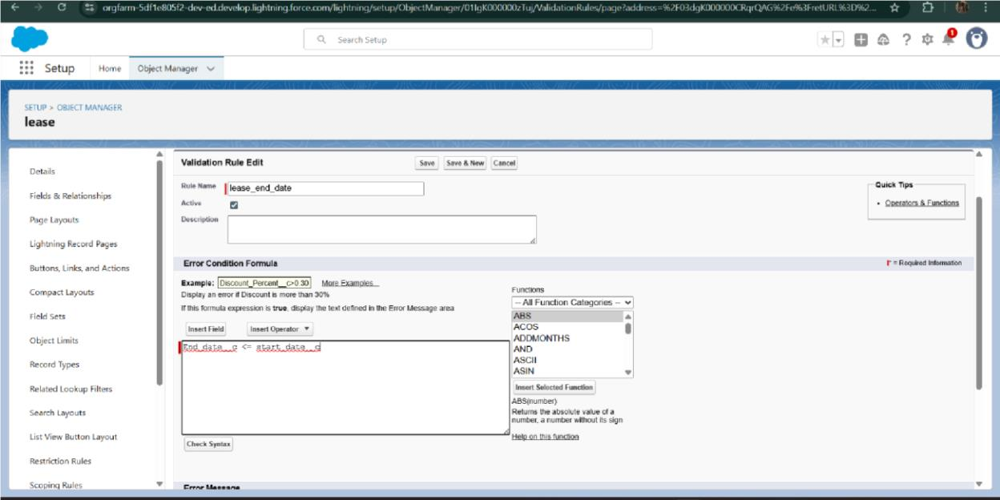 orgfarm-5df1e805f2-dev-ed.develop.lightning.force.com/lightning/setup/ObjectManager/01IgK000000zTuj/ValidationRules/page?address=%2F03dgK000000CRqrQAG%2Fe%3FretURL%3D%2...
Search Setup
1
Setup
Home
Object Manager
SETUP > OBJECT MANAGER
lease
Details
Fields & Relationships
Page Layouts
Lightning Record Pages
Buttons, Links, and Actions
Compact Layouts
Field Sets
Object Limits
Record Types
Related Lookup Filters
Search Layouts
List View Button Layout
Restriction Rules
Scoping Rules
Validation Rule Edit
Save
Save & New
Cancel
Rule Name
lease_end_date
Active
Description
Quick Tips
• Operators & Functions
Error Condition Formula
= Required Information
Example: Discount_Percent__c>0.30 More Examples...
Display an error if Discount is more than 30%
If this formula expression is true, display the text defined in the Error Message area
Insert Field
Insert Operator
End_date__c <= start_date__c
Check Syntax
Functions
-- All Function Categories --
ABS
ACOS
ADDMONTHS
AND
ASCII
ASIN
Insert Selected Function
ABS(number)
Returns the absolute value of a
number, a number without its sign
Help on this function
Error Message